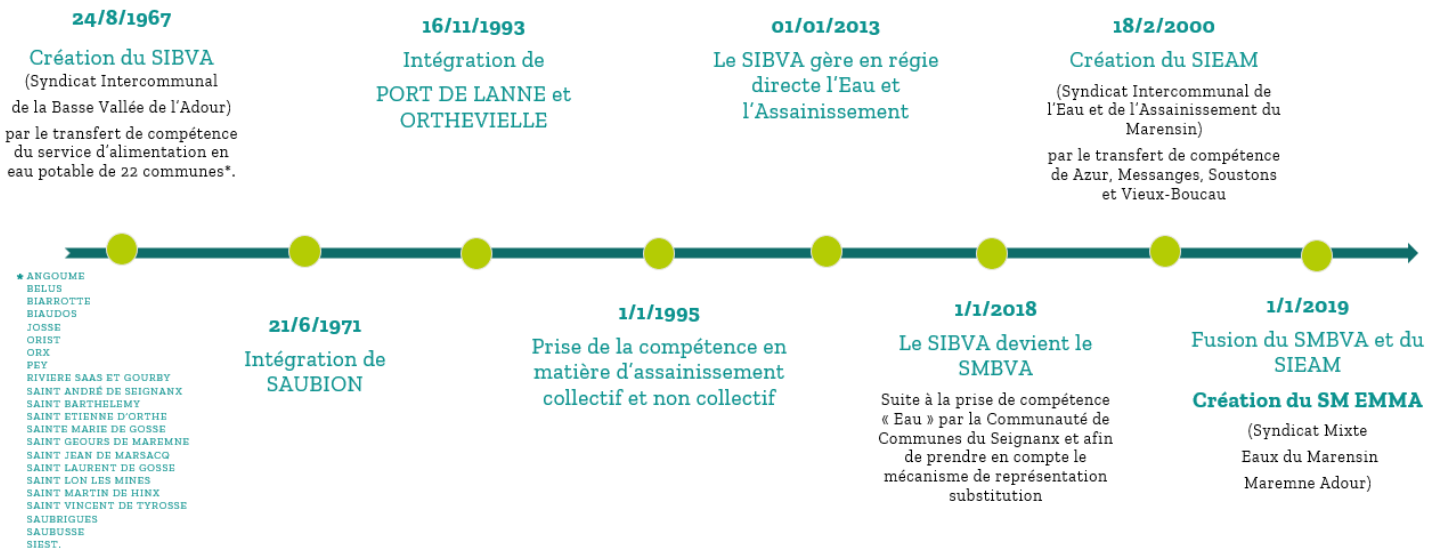 24/8/1967
Création du SIBVA
(Syndicat Intercommunal
de la Basse Vallée de l'Adour)
par le transfert de compétence
du service d'alimentation en
eau potable de 22 communes*.
16/11/1993
Intégration de
PORT DE LANNE et
ORTHEVIELLE
01/01/2013
Le SIBVA gère en régie
directe l'Eau et
l'Assainissement
18/2/2000
Création du SIEAM
(Syndicat Intercommunal de
l'Eau et de l'Assainissement du
Marensin)
par le transfert de compétence
de Azur, Messanges, Soustons
et Vieux-Boucau
* ANGOUME
BELUS
BIARROTTE
BIAUDOS
JOSSE
ORIST
ORX
PEY
RIVIERE SAAS ET GOURBY
SAINT ANDRÉ DE SEIGNANX
SAINT BARTHELEMY
SAINT ETIENNE D'ORTHE
SAINTE MARIE DE GOSSE
SAINT GEOURS DE MAREMNE
SAINT JEAN DE MARSACQ
SAINT LAURENT DE GOSSE
SAINT LON LES MINES
SAINT MARTIN DE HINX
SAINT VINCENT DE TYROSSE
SAUBRIGUES
SAUBUSSE
SIEST.
21/6/1971
Intégration de
SAUBION
1/1/1995
Prise de la compétence en
matière d'assainissement
collectif et non collectif
1/1/2018
Le SIBVA devient le
SMBVA
Suite à la prise de compétence
« Eau » par la Communauté de
Communes du Seignanx et afin
de prendre en compte le
mécanisme de représentation
substitution
1/1/2019
Fusion du SMBVA et du
SIEAM
Création du SM EMMA
(Syndicat Mixte
Eaux du Marensin
Maremne Adour)